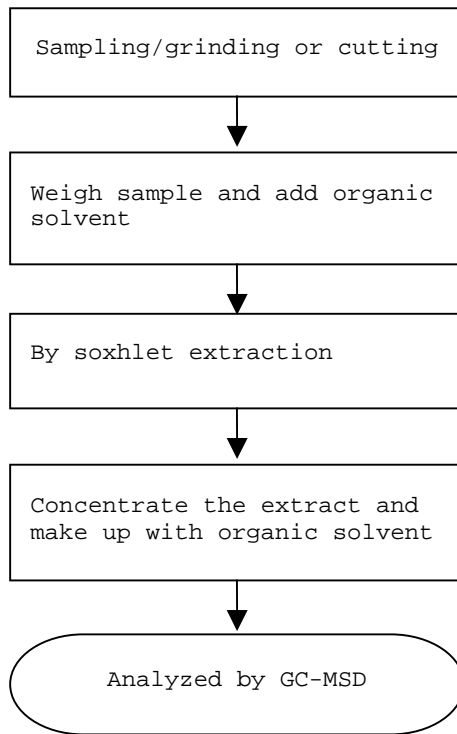 Sampling/grinding or cutting
Weigh sample and add organic
solvent
By soxhlet extraction
Concentrate the extract and
make up with organic solvent
Analyzed by GC-MSD